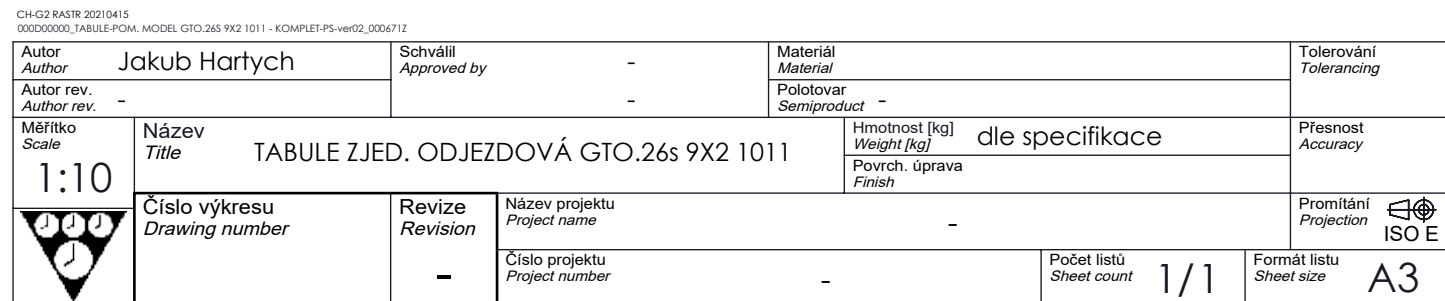 CH-G2 RASTR 20210415
000D00000_TABULE-POM. MODEL GTO.26S 9X2 1011 - KOMPLET-PS-ver02_000671Z
Autor
Author
Jakub Hartych
Schválil
Approved by
-
Materiál
Material
Tolerování
Tolerancing
Autor rev.
Author rev. -
-
Polotovar
Semiproduct -
Měřítko
Scale
1:10
Název
Title
TABULE ZJED. ODJEZDOVÁ GTO.26s 9X2 1011
Hmotnost [kg]
Weight [kg]
dle specifikace
Povrch. úprava
Finish
Přesnost
Accuracy
Číslo výkresu
Drawing number
Revize
Revision
-
Název projektu
Project name
-
Promítání
Projection
ISO E
Číslo projektu
Project number
-
Počet listů
Sheet count
1/1
Formát listu
Sheet size
A3